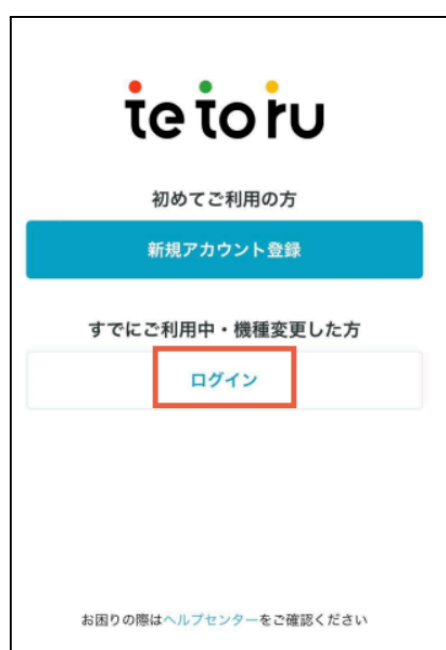 tetoru
初めてご利用の方
新規アカウント登録
すでにご利用中・機種変更した方
ログイン
お困りの際はヘルプセンターをご確認ください